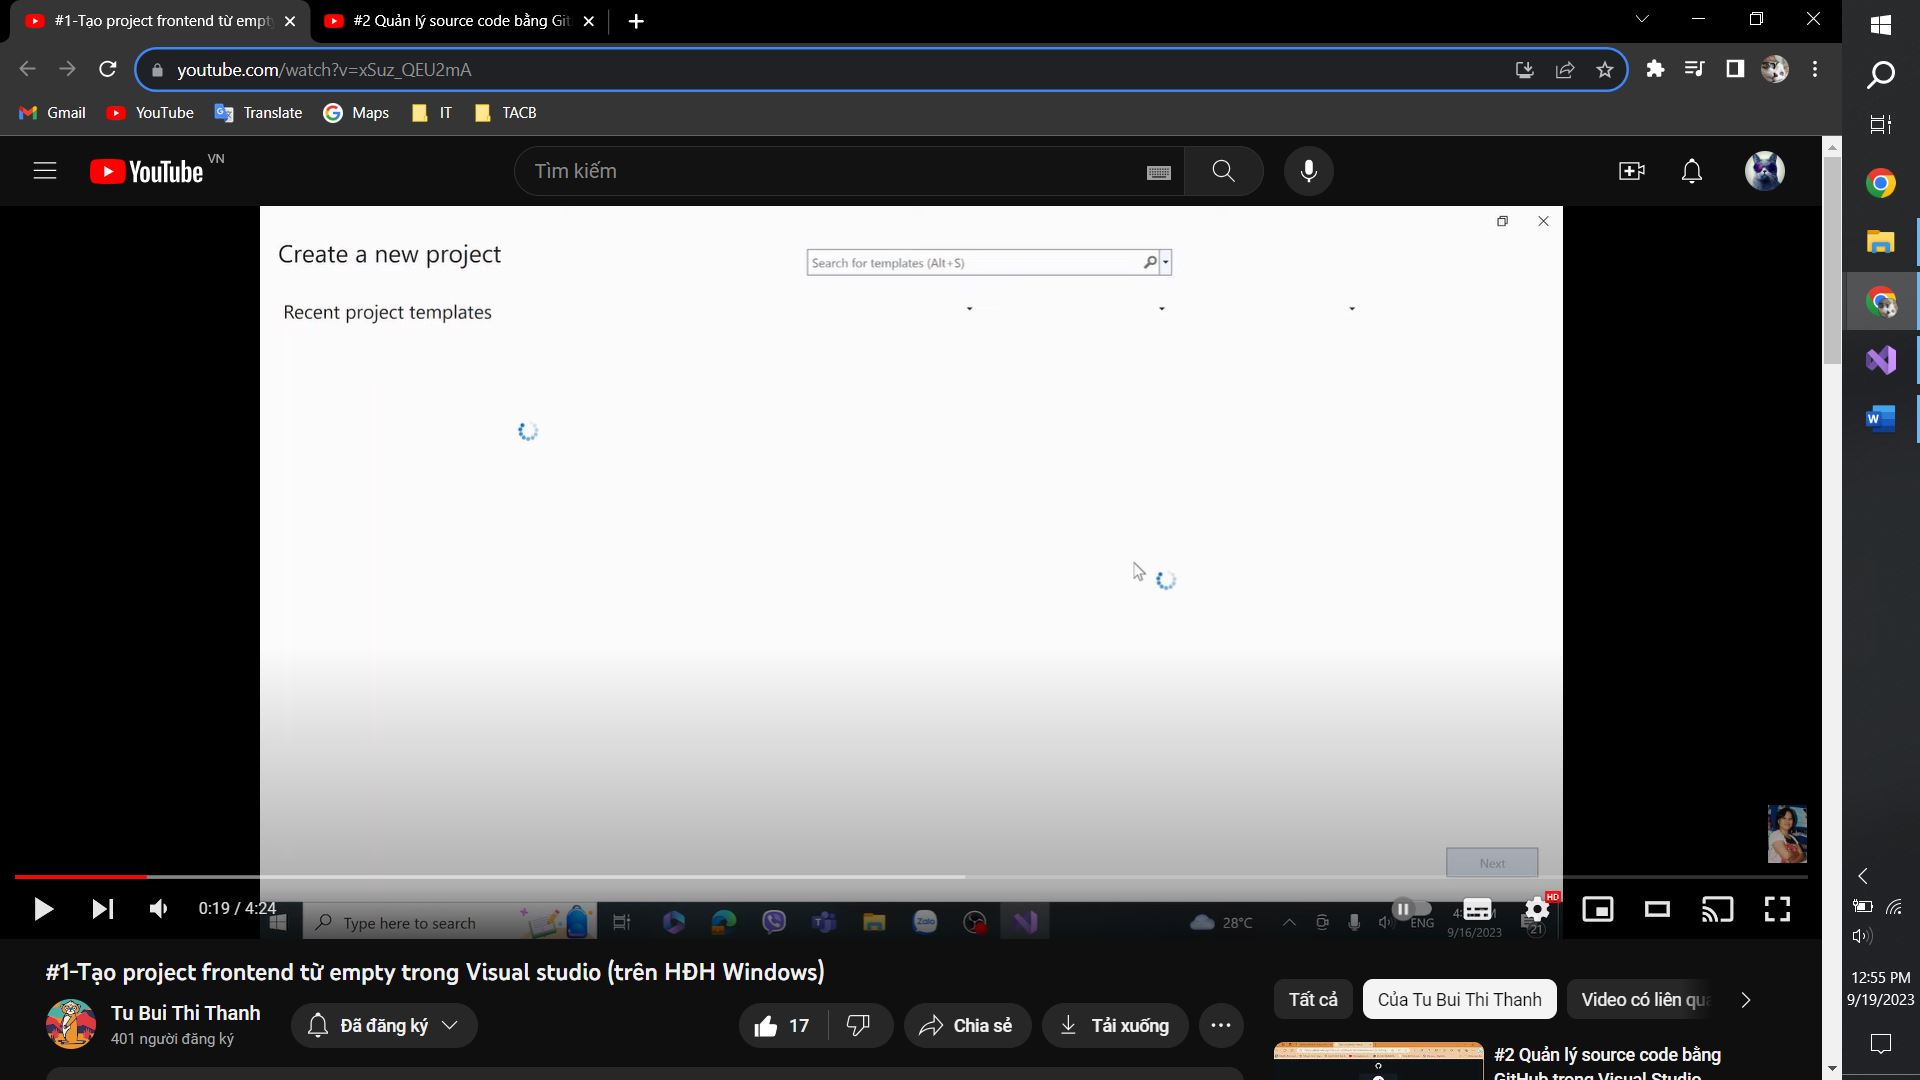 #1-Tạo project frontend từ empt
#2 Quản lý source code bằng Git
youtube.com/watch?v=xSuz_QEU2mA
Gmail
YouTube
Translate
Maps
IT
TACB
YouTube VN
Tìm kiếm
Create a new project
Search for templates (Alt+S)
Recent project templates
Next
0:19 / 4:24
Type here to search
Zalo
28°C
ENG
9/16/2023
21
HD
#1-Tạo project frontend từ empty trong Visual studio (trên HĐH Windows)
Tu Bui Thi Thanh
401 người đăng ký
Đã đăng ký
17
Chia sẻ
Tải xuống
Tất cả
Của Tu Bui Thi Thanh
Video có liên qua
#2 Quản lý source code bằng
GitHub trong Visual Studio
12:55 PM
9/19/2023